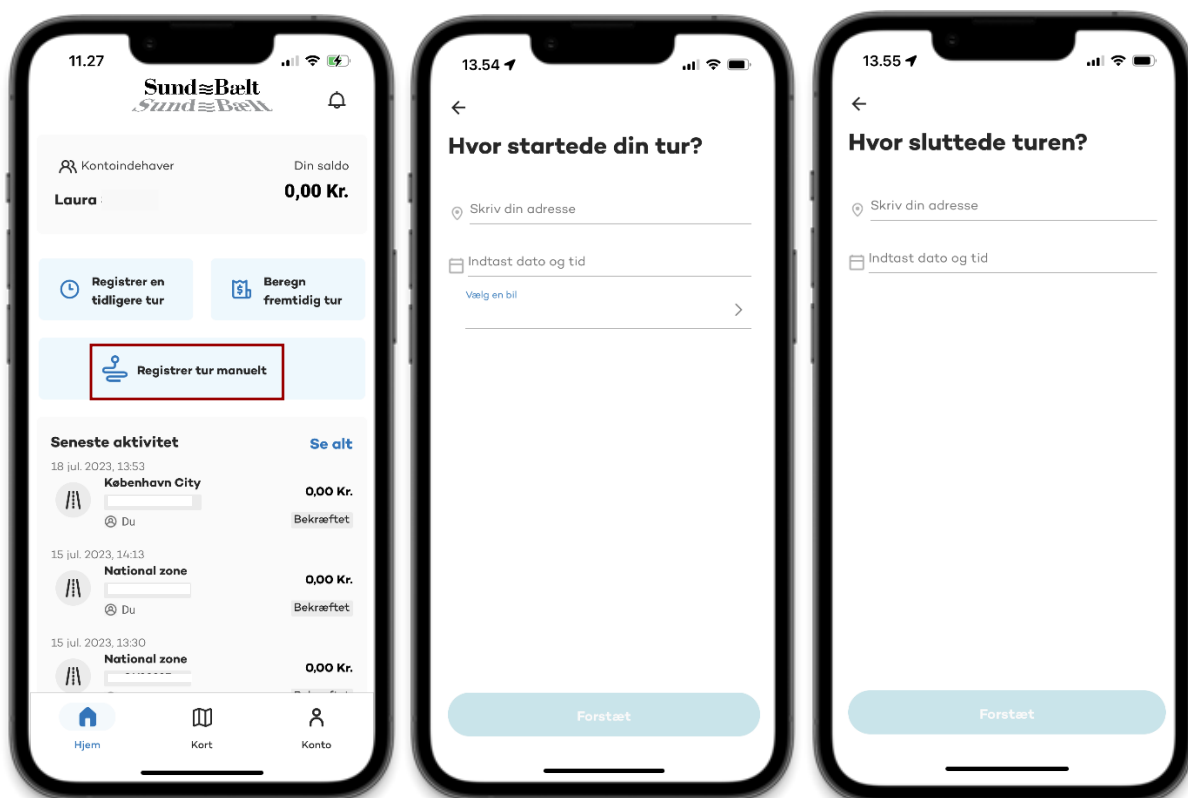 11.27
Sund≋Bælt
Sund≋Bælt
Kontoindehaver
Din saldo
Laura
0,00 Kr.
Registrer en
tidligere tur
Beregn
fremtidig tur
Registrer tur manuelt
Seneste aktivitet
Se alt
18 jul. 2023, 13:53
København City
0,00 Kr.
Du
Bekræftet
15 jul. 2023, 14:13
National zone
0,00 Kr.
Du
Bekræftet
15 jul. 2023, 13:30
National zone
0,00 Kr.
Hjem
Kort
Konto
13.54
Hvor startede din tur?
Skriv din adresse
Indtast dato og tid
Vælg en bil
Forstæt
13.55
Hvor sluttede turen?
Skriv din adresse
Indtast dato og tid
Forstæt